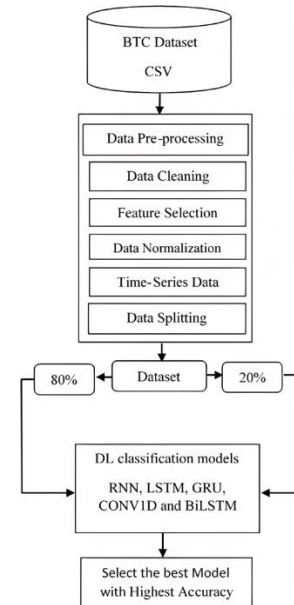 BTC Dataset
CSV
Data Pre-processing
Data Cleaning
Feature Selection
Data Normalization
Time-Series Data
Data Splitting
80%
Dataset
20%
DL classification models
RNN, LSTM, GRU,
CONV1D and BiLSTM
Select the best Model
with Highest Accuracy